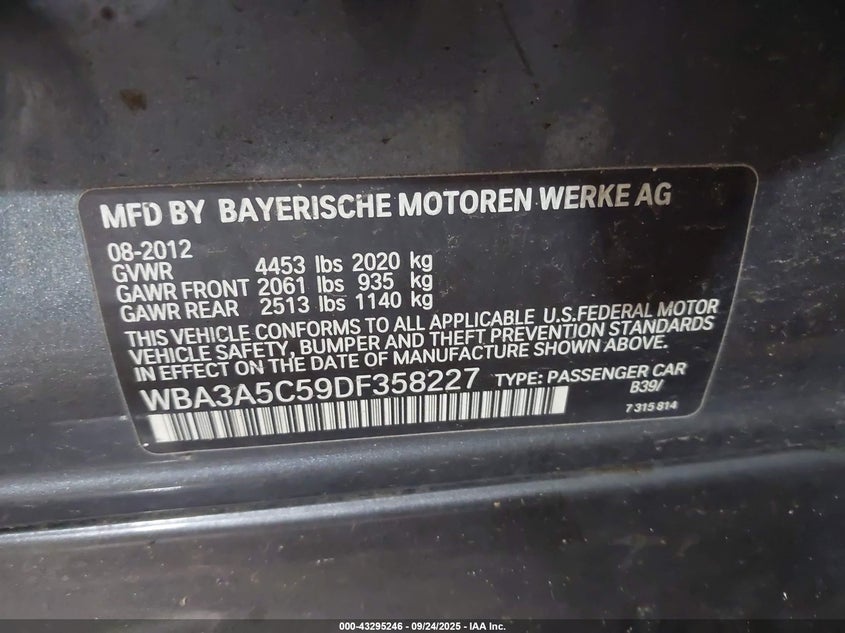 MFD BY BAYERISCHE MOTOREN WERKE AG
08-2012
GVWR 4453 lbs 2020 kg
GAWR FRONT 2061 lbs 935 kg
GAWR REAR 2513 lbs 1140 kg
THIS VEHICLE CONFORMS TO ALL APPLICABLE U.S.FEDERAL MOTOR
VEHICLE SAFETY, BUMPER AND THEFT PREVENTION STANDARDS
IN EFFECT ON THE DATE OF MANUFACTURE SHOWN ABOVE.
WBA3A5C59DF358227 TYPE: PASSENGER CAR
B39/
7 315 814
000-43295246 - 09/24/2025 - IAA Inc.